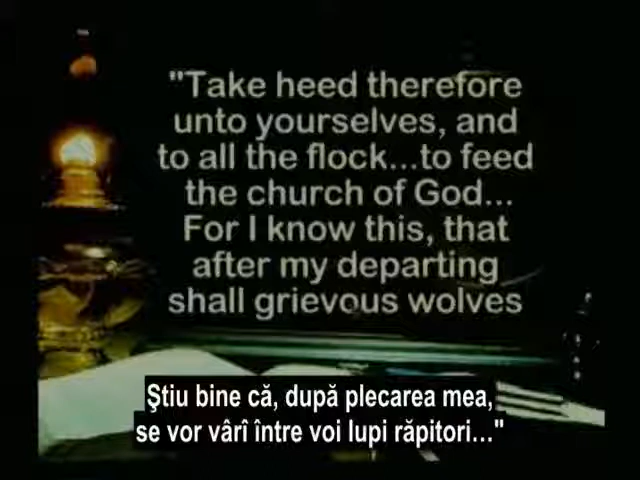 "Take heed therefore
unto yourselves, and
to all the flock...to feed
the church of God...
For I know this, that
after my departing
shall grievous wolves
Ştiu bine că, după plecarea mea,
se vor vârî între voi lupi răpitori..."